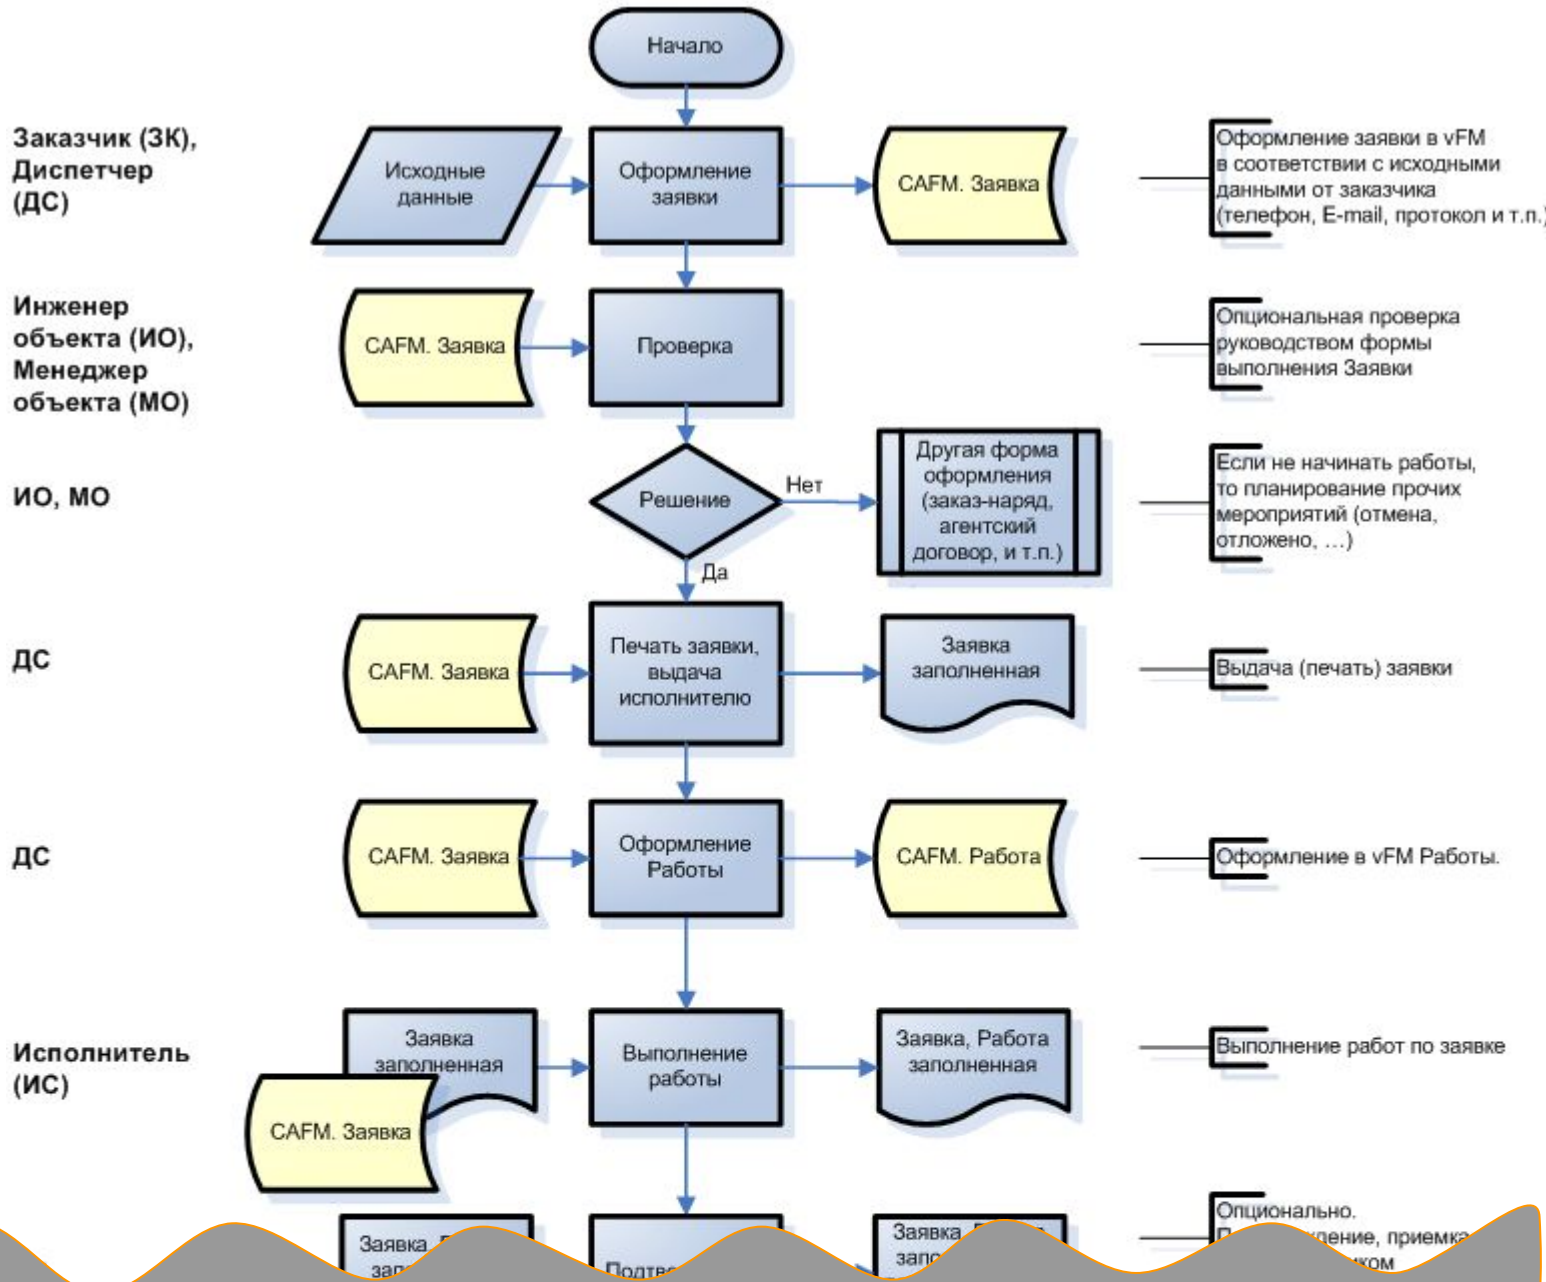 Начало
Заказчик (ЗК),
Диспетчер
(ДС)
Исходные
данные
Оформление
заявки
CAFM. Заявка
Оформление заявки в vFM
в соответствии с исходными
данными от заказчика
(телефон, E-mail, протокол и т.п.)
Инженер
объекта (ИО),
Менеджер
объекта (МО)
CAFM. Заявка
Проверка
Опциональная проверка
руководством формы
выполнения Заявки
ИО, МО
Решение
Нет
Да
Другая форма
оформления
(заказ-наряд,
агентский
договор, и т.п.)
Если не начинать работы,
то планирование прочих
мероприятий (отмена,
отложено, ...)
ДС
CAFM. Заявка
Печать заявки,
выдача
исполнителю
Заявка
заполненная
Выдача (печать) заявки
ДС
CAFM. Заявка
Оформление
Работы
CAFM. Работа
Оформление в vFM Работы.
Исполнитель
(ИС)
Заявка
заполненная
CAFM. Заявка
Выполнение
работы
Заявка, Работа
заполненная
Выполнение работ по заявке
Заявка
Заявка,
Опционально.
приемка